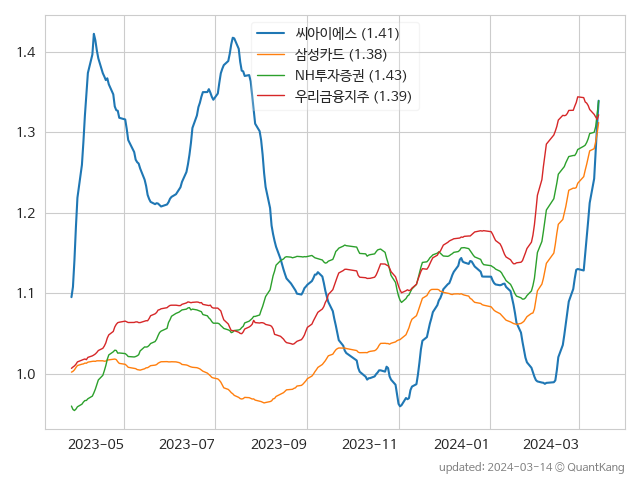 씨아이에스 (1.41)
삼성카드 (1.38)
NH투자증권 (1.43)
우리금융지주 (1.39)
1.4
1.3
1.2
1.1
1.0
2023−05 2023−07 2023−09 2023−11 2024−01 2024−03
updated: 2024-03-14 © QuantKang